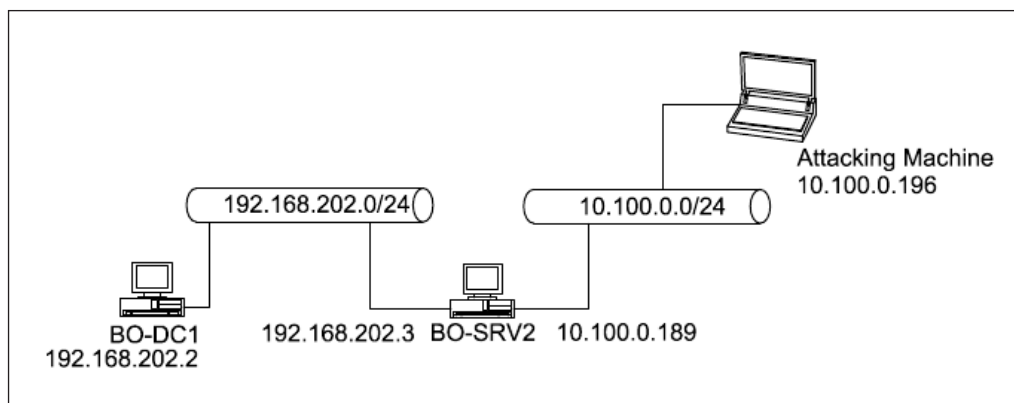 Attacking Machine
10.100.0.196
192.168.202.0/24
10.100.0.0/24
BO-DC1
192.168.202.2
192.168.202.3 BO-SRV2 10.100.0.189